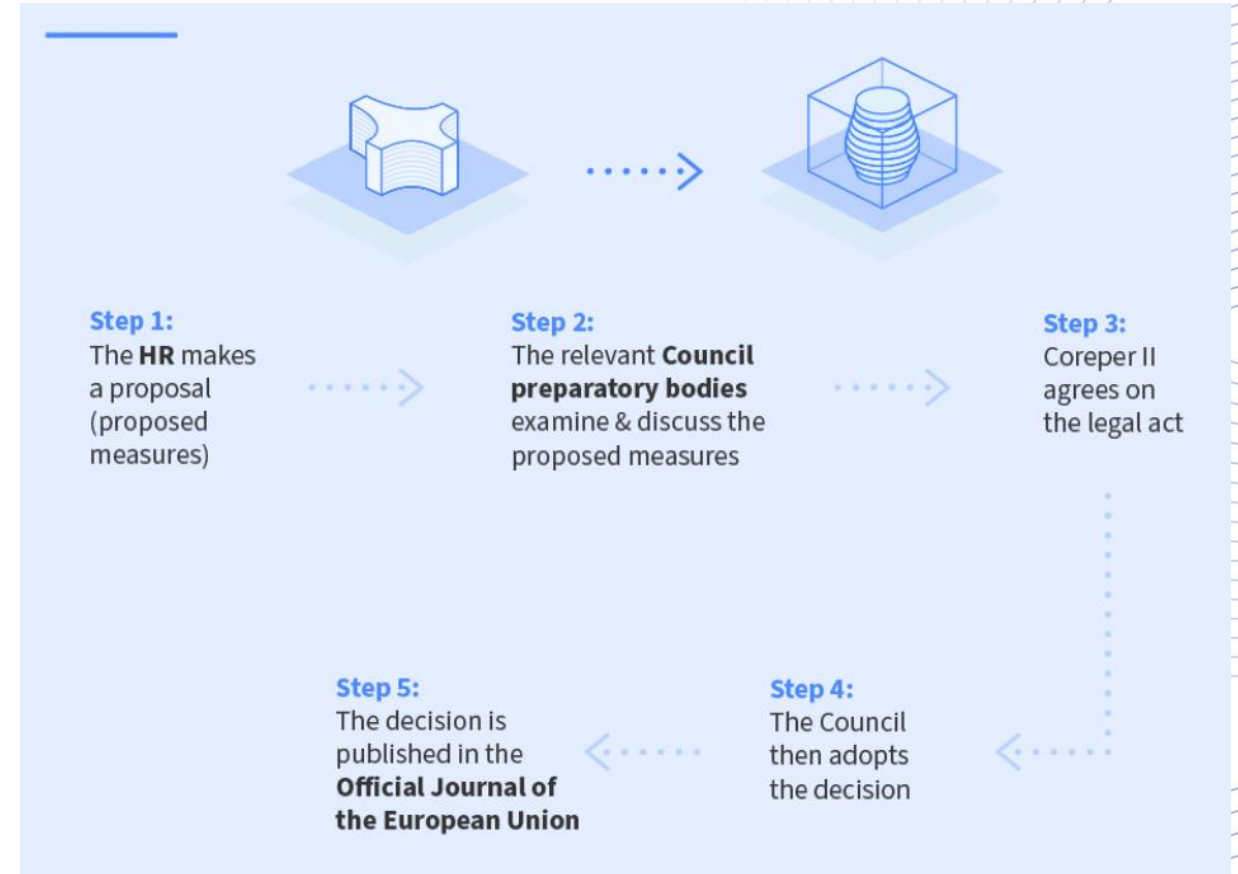 Step 1:
The HR makes
a proposal
(proposed
measures)
Step 2:
The relevant Council
preparatory bodies
examine & discuss the
proposed measures
Step 3:
Coreper II
agrees on
the legal act
Step 4:
The Council
then adopts
the decision
Step 5:
The decision is
published in the
Official Journal of
the European Union